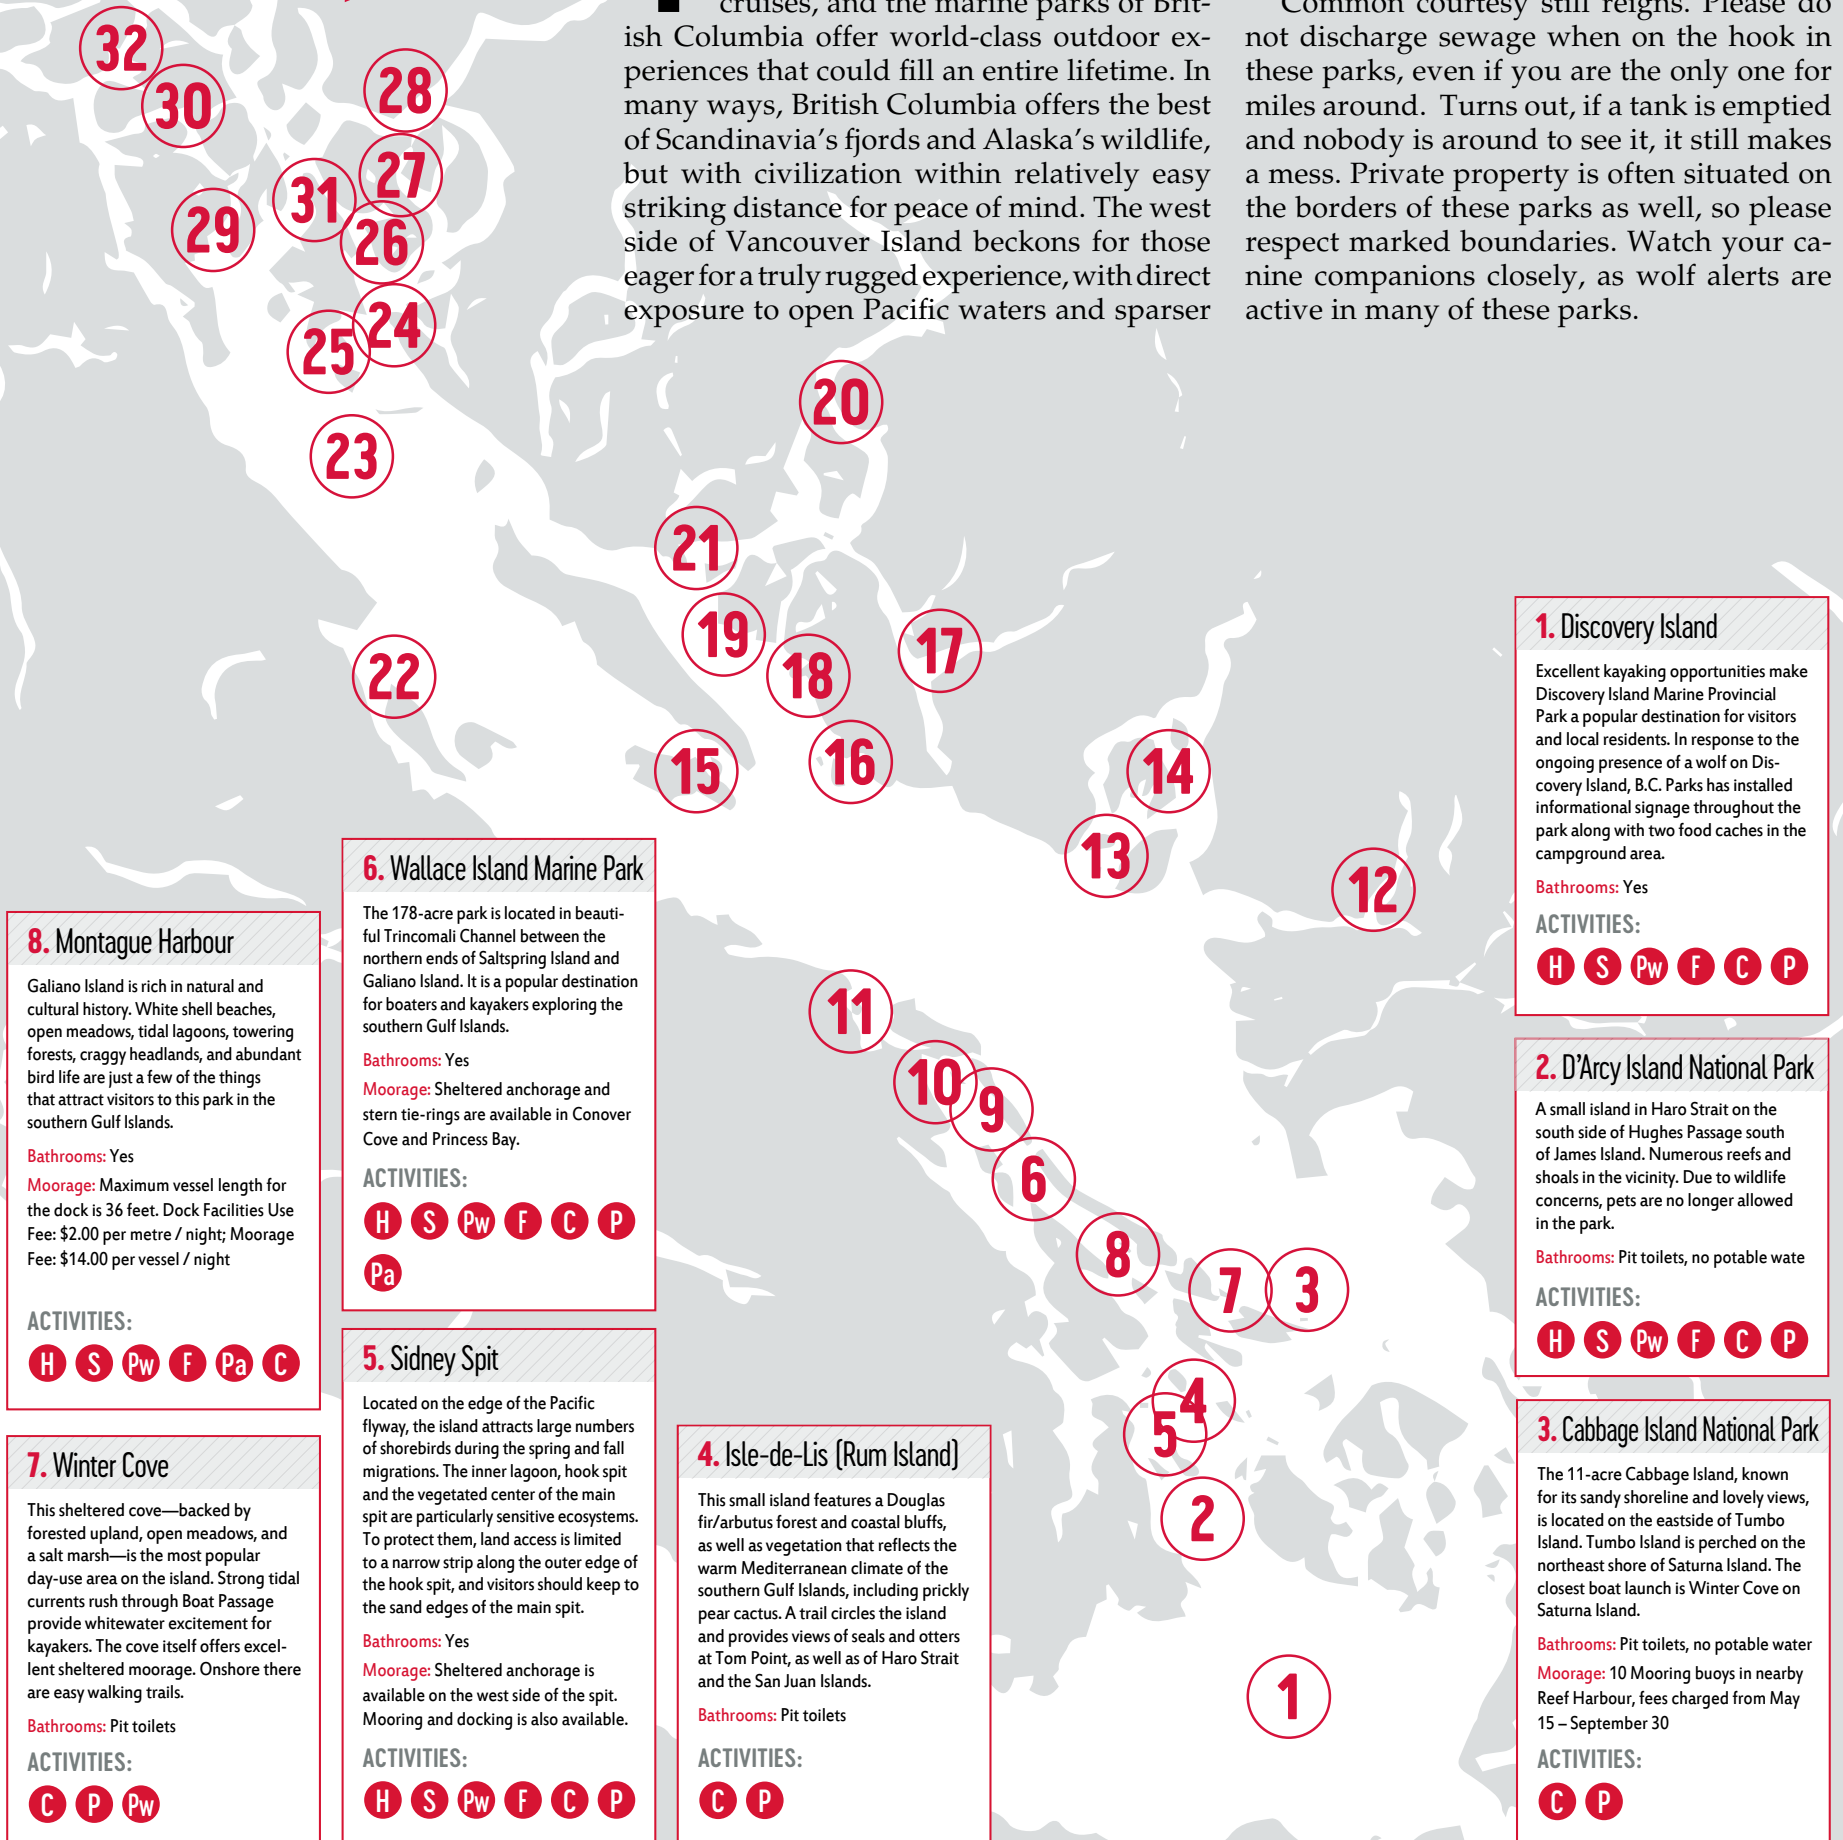 cruises, and the marine parks of Brit-
ish Columbia offer world-class outdoor ex-
periences that could fill an entire lifetime. In
many ways, British Columbia offers the best
of Scandinavia's fjords and Alaska's wildlife,
but with civilization within relatively easy
striking distance for peace of mind. The west
side of Vancouver Island beckons for those
eager for a truly rugged experience, with direct
exposure to open Pacific waters and sparser
Common courtesy still reigns. Please do
not discharge sewage when on the hook in
these parks, even if you are the only one for
miles around. Turns out, if a tank is emptied
and nobody is around to see it, it still makes
a mess. Private property is often situated on
the borders of these parks as well, so please
respect marked boundaries. Watch your ca-
nine companions closely, as wolf alerts are
active in many of these parks.
32
30
28
27
31
29
26
24
25
23
20
21
19
18
17
22
15
16
14
13
12
11
10
9
6
8
7
3
4
5
2
1
1. Discovery Island
Excellent kayaking opportunities make
Discovery Island Marine Provincial
Park a popular destination for visitors
and local residents. In response to the
ongoing presence of a wolf on Dis-
covery Island, B.C. Parks has installed
informational signage throughout the
park along with two food caches in the
campground area.
Bathrooms: Yes
ACTIVITIES:
H S Pw F C P
2. D'Arcy Island National Park
A small island in Haro Strait on the
south side of Hughes Passage south
of James Island. Numerous reefs and
shoals in the vicinity. Due to wildlife
concerns, pets are no longer allowed
in the park.
Bathrooms: Pit toilets, no potable wate
ACTIVITIES:
H S Pw F C P
3. Cabbage Island National Park
The 11-acre Cabbage Island, known
for its sandy shoreline and lovely views,
is located on the eastside of Tumbo
Island. Tumbo Island is perched on the
northeast shore of Saturna Island. The
closest boat launch is Winter Cove on
Saturna Island.
Bathrooms: Pit toilets, no potable water
Moorage: 10 Mooring buoys in nearby
Reef Harbour, fees charged from May
15 – September 30
ACTIVITIES:
C P
4. Isle-de-Lis (Rum Island)
This small island features a Douglas
fir/arbutus forest and coastal bluffs,
as well as vegetation that reflects the
warm Mediterranean climate of the
southern Gulf Islands, including prickly
pear cactus. A trail circles the island
and provides views of seals and otters
at Tom Point, as well as of Haro Strait
and the San Juan Islands.
Bathrooms: Pit toilets
ACTIVITIES:
C P
5. Sidney Spit
Located on the edge of the Pacific
flyway, the island attracts large numbers
of shorebirds during the spring and fall
migrations. The inner lagoon, hook spit
and the vegetated center of the main
spit are particularly sensitive ecosystems.
To protect them, land access is limited
to a narrow strip along the outer edge of
the hook spit, and visitors should keep to
the sand edges of the main spit.
Bathrooms: Yes
Moorage: Sheltered anchorage is
available on the west side of the spit.
Mooring and docking is also available.
ACTIVITIES:
H S Pw F C P
6. Wallace Island Marine Park
The 178-acre park is located in beauti-
ful Trincomali Channel between the
northern ends of Saltspring Island and
Galiano Island. It is a popular destination
for boaters and kayakers exploring the
southern Gulf Islands.
Bathrooms: Yes
Moorage: Sheltered anchorage and
stern tie-rings are available in Conover
Cove and Princess Bay.
ACTIVITIES:
H S Pw F C P
Pa
7. Winter Cove
This sheltered cove—backed by
forested upland, open meadows, and
a salt marsh—is the most popular
day-use area on the island. Strong tidal
currents rush through Boat Passage
provide whitewater excitement for
kayakers. The cove itself offers excel-
lent sheltered moorage. Onshore there
are easy walking trails.
Bathrooms: Pit toilets
ACTIVITIES:
C P Pw
8. Montague Harbour
Galiano Island is rich in natural and
cultural history. White shell beaches,
open meadows, tidal lagoons, towering
forests, craggy headlands, and abundant
bird life are just a few of the things
that attract visitors to this park in the
southern Gulf Islands.
Bathrooms: Yes
Moorage: Maximum vessel length for
the dock is 36 feet. Dock Facilities Use
Fee: $2.00 per metre / night; Moorage
Fee: $14.00 per vessel / night
ACTIVITIES:
H S Pw F Pa C